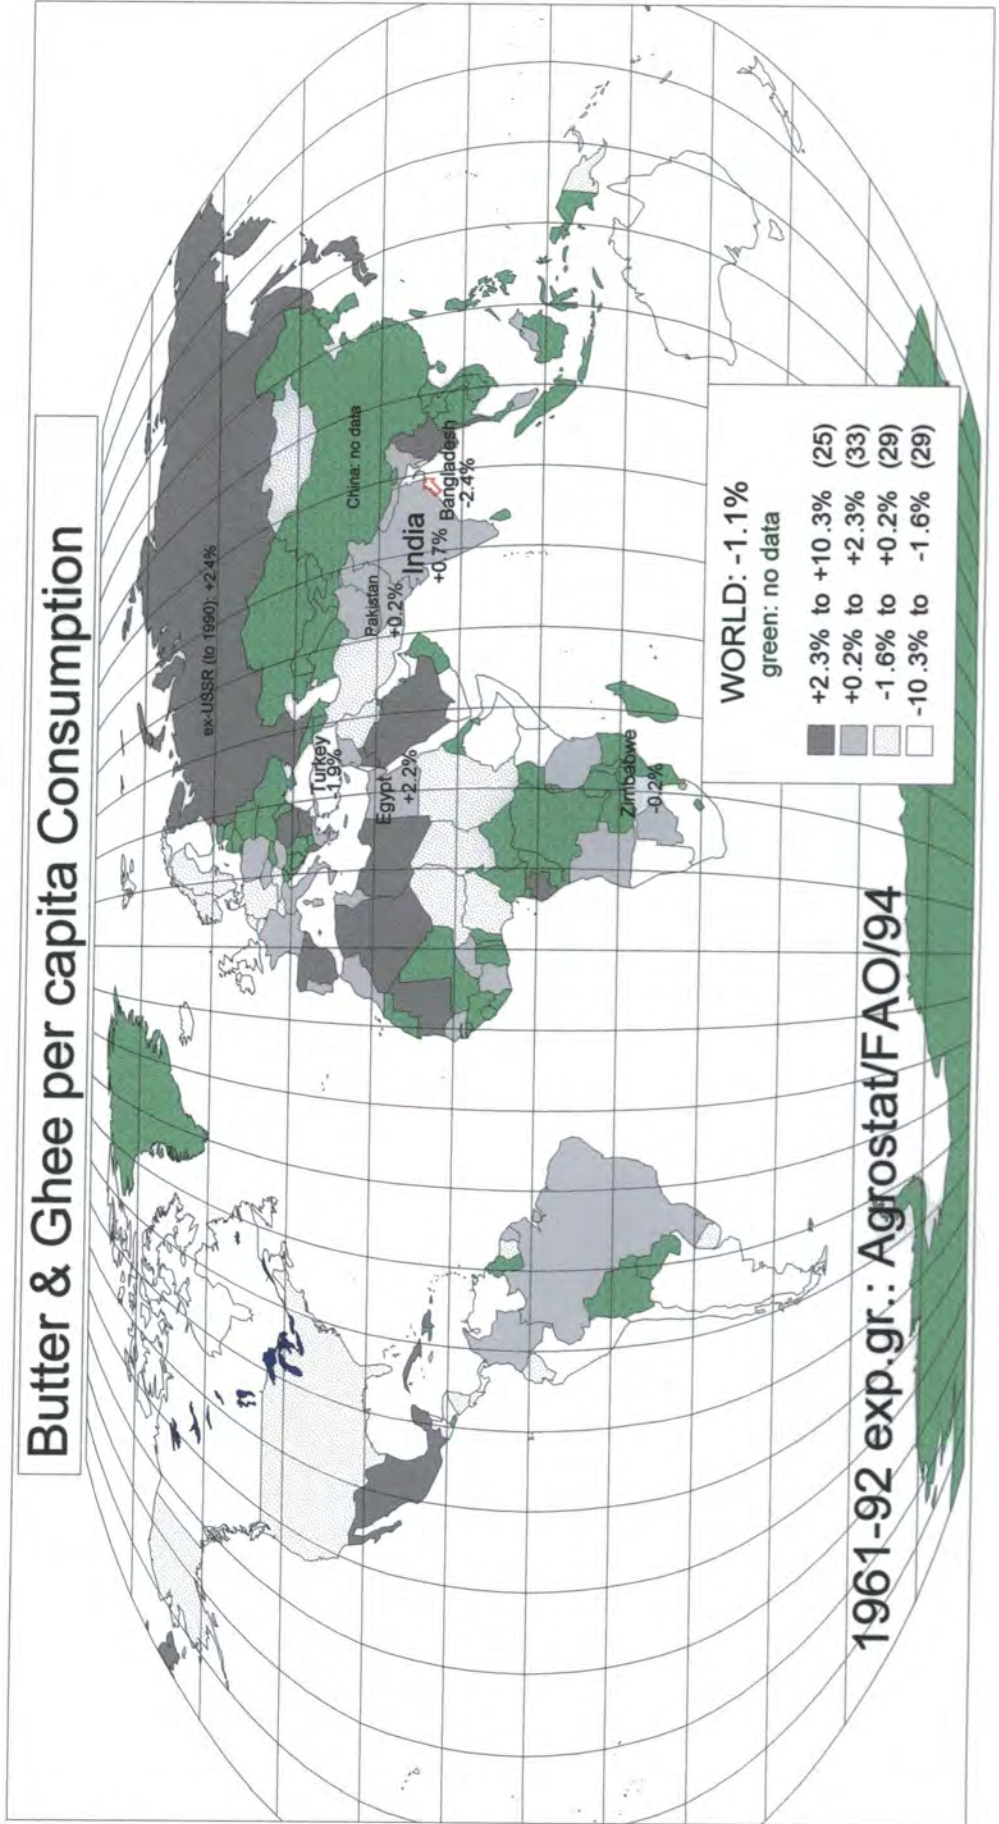 Butter & Ghee per capita Consumption
ex-USSR (to 1990): +2.4%
China: no data
Turkey
-1.9%
Egypt
+2.2%
Pakistan
+0.2%
India
+0.7%
Bangladesh
-2.4%
Zimbabwe
-0.2%
WORLD: -1.1%
green: no data
+2.3% to +10.3% (25)
+0.2% to +2.3% (33)
-1.6% to +0.2% (29)
-10.3% to -1.6% (29)
1961-92 exp.gr.: Agrostat/FAO/94